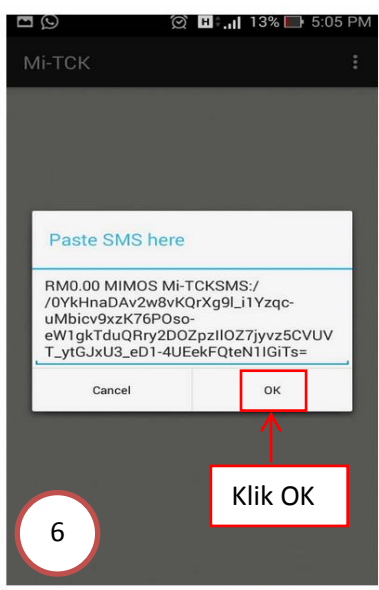 H 13% 5:05 PM
Mi-TCK
Paste SMS here
RM0.00 MIMOS Mi-TCKSMS:/
/0YkHnaDAv2w8vKQrXg9l_i1Yzqc-
uMbicv9xzK76POso-
eW1gkTduQRry2DOZpzIlOZ7jyvz5CVUV
T_ytGJxU3_eD1-4UEekFQteN1IGiTs=
Cancel OK
Klik OK
6